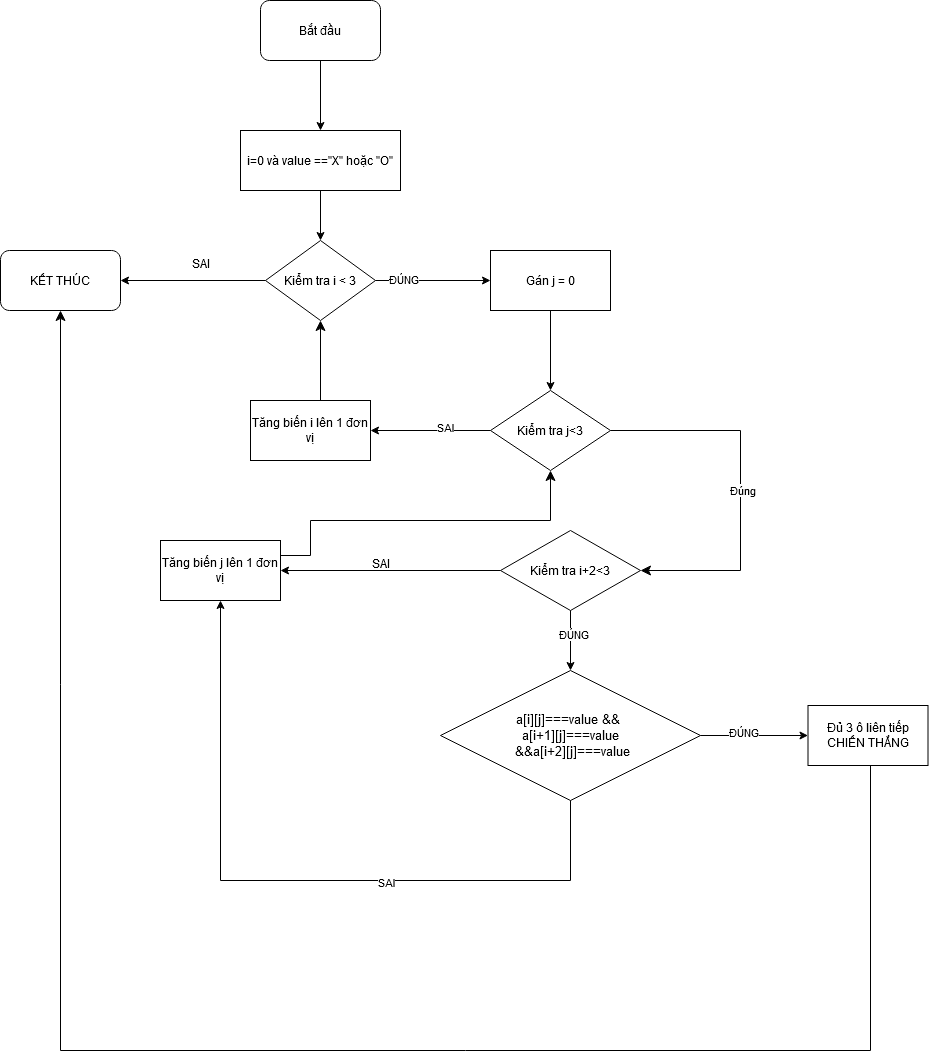 Bắt đầu
i=0 và value =="X" hoặc "O"
SAI
KẾT THÚC
Kiểm tra i < 3
ĐÚNG
Gán j = 0
Tăng biến i lên 1 đơn
vị
SAI
Kiểm tra j<3
Đúng
Tăng biến j lên 1 đơn
vị
SAI
Kiểm tra i+2<3
ĐÚNG
a[i][j]===value &&
a[i+1][j]===value
&&a[i+2][j]===value
ĐÚNG
Đủ 3 ô liên tiếp
CHIẾN THẮNG
SAI